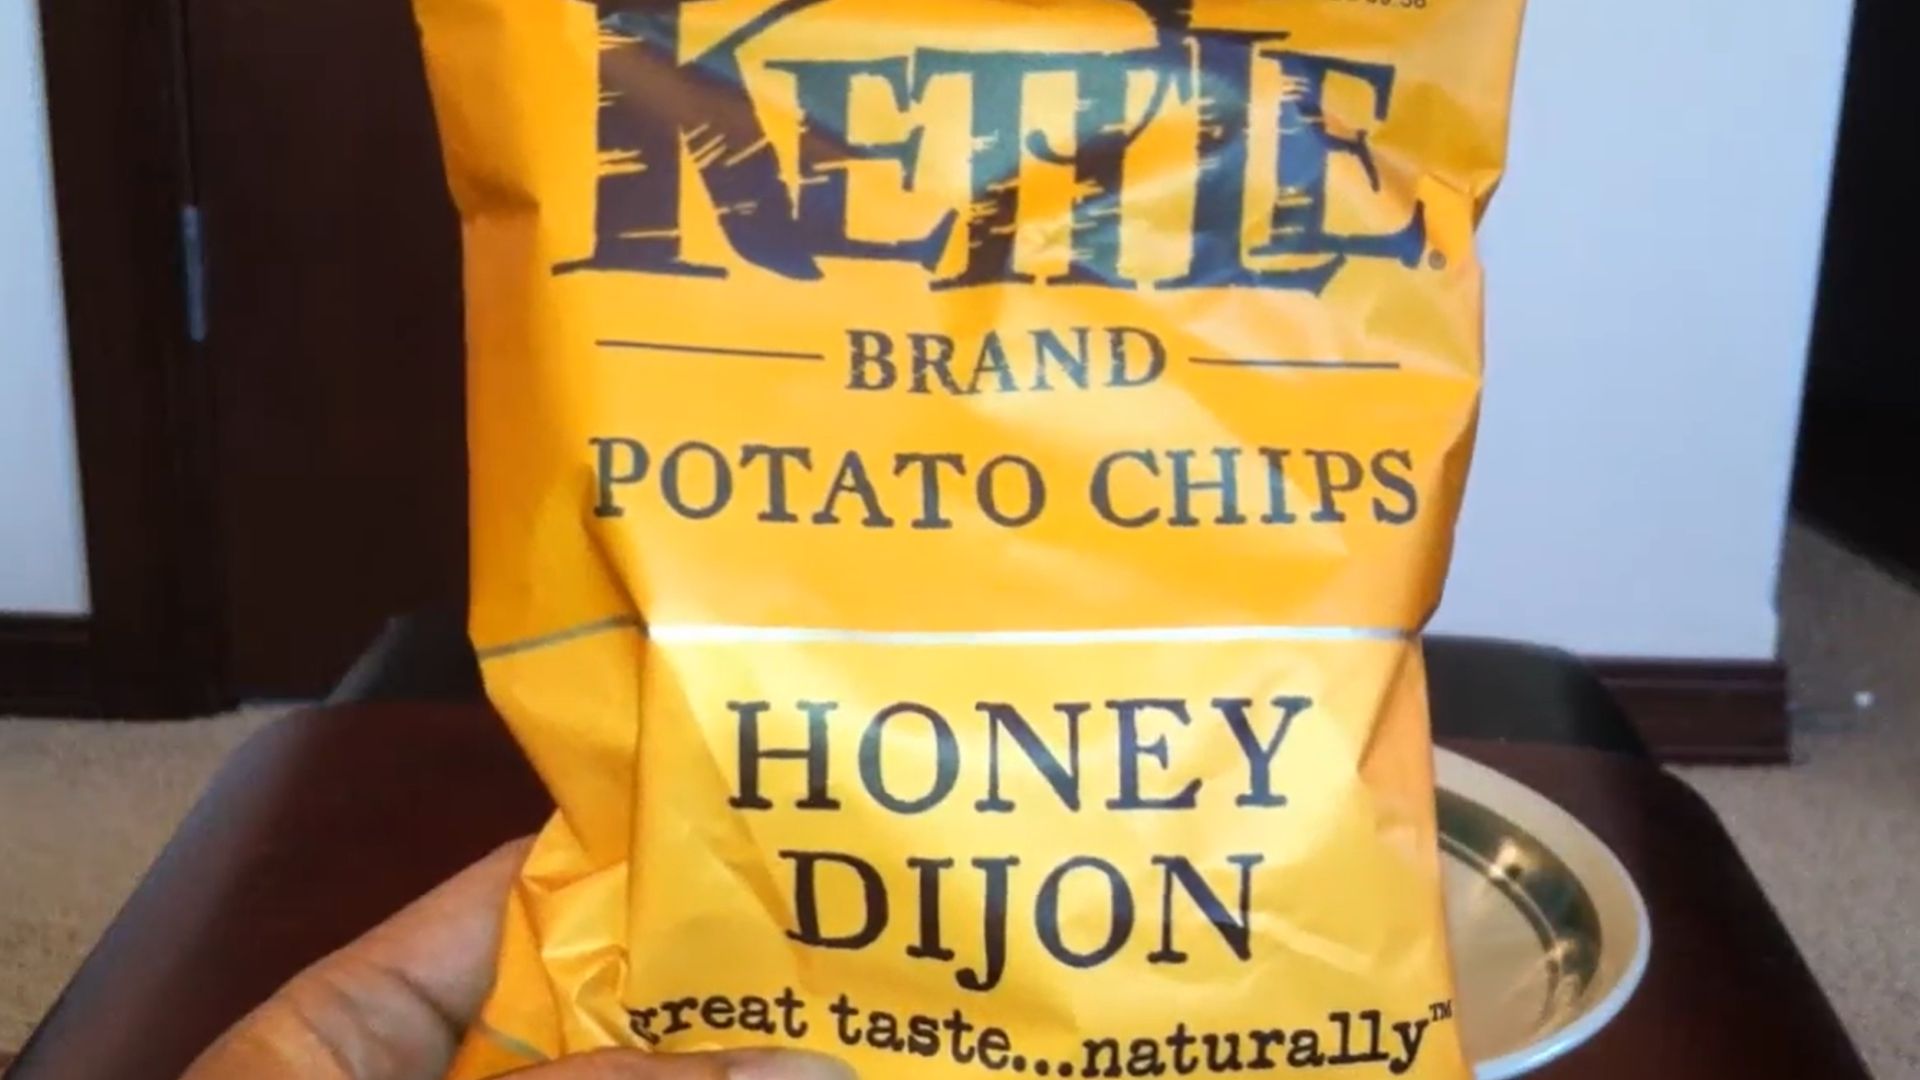 KETTLE®
BRAND
POTATO CHIPS
HONEY
DIJON
great taste...naturally™